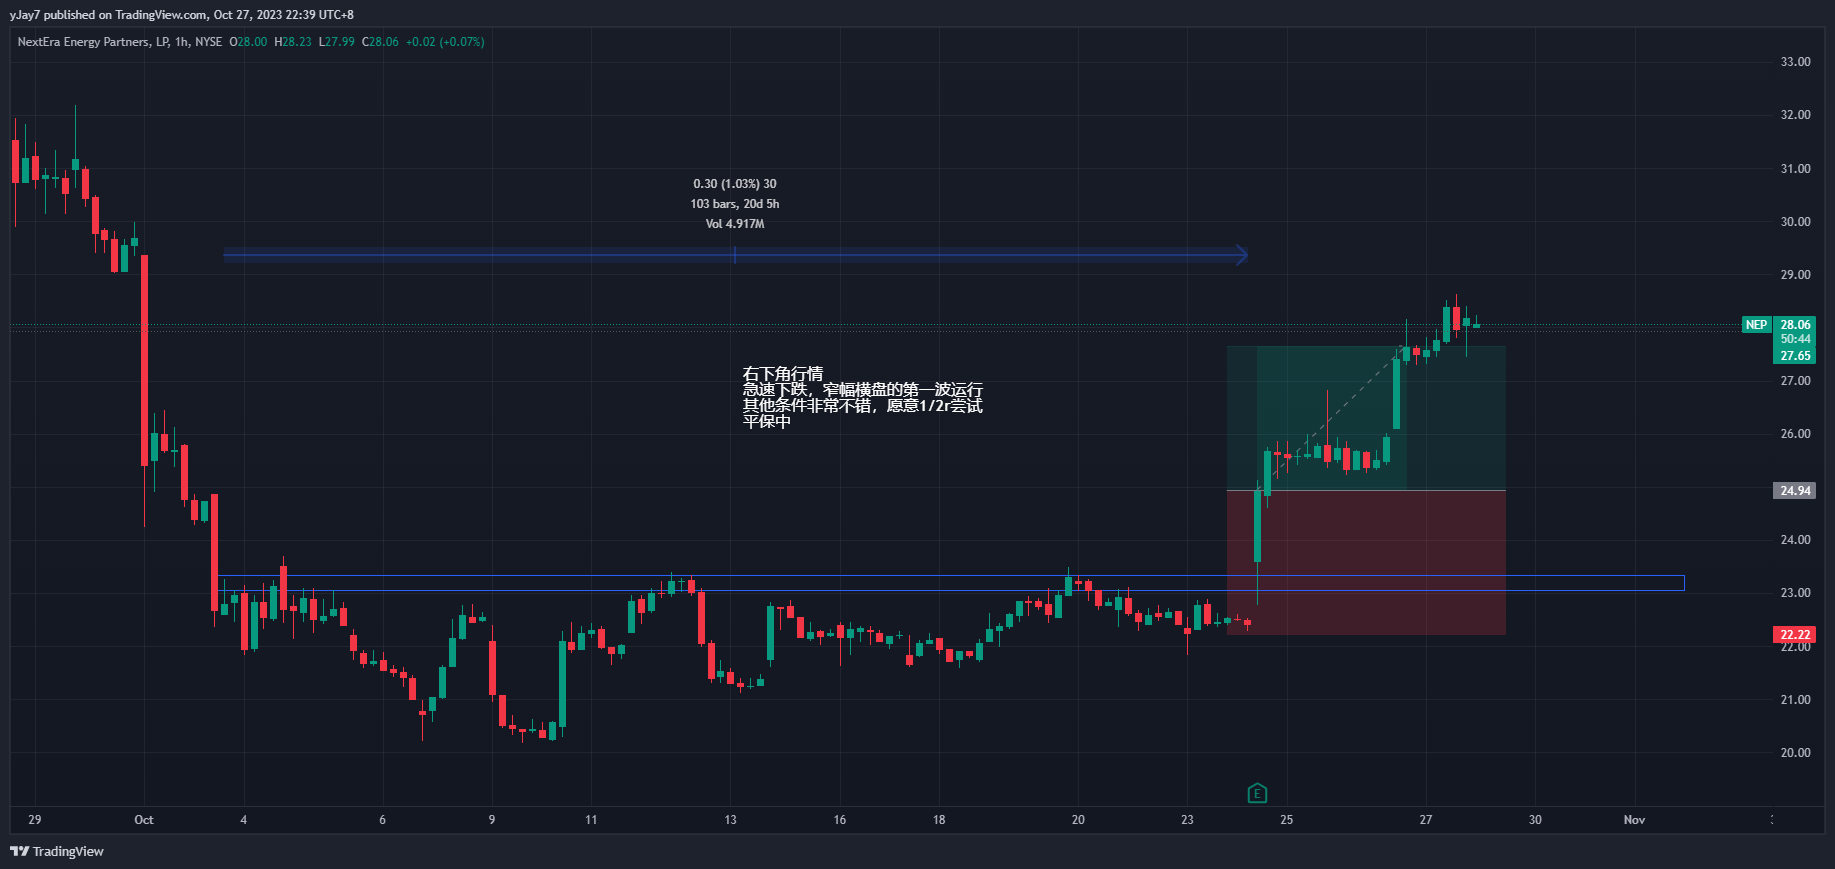 yJay7 published on TradingView.com, Oct 27, 2023 22:39 UTC+8
NextEra Energy Partners, LP, 1h, NYSE O28.00 H28.23 L27.99 C28.06 +0.02 (+0.07%)
0.30 (1.03%) 30
103 bars, 20d 5h
Vol 4.917M
右下角行情
急速下跌，窄幅横盘的第一波运行
其他条件非常不错，愿意1/2r尝试
平保中
33.00
32.00
31.00
30.00
29.00
NEP 28.06
50:44
27.65
27.00
26.00
24.94
24.00
23.00
22.22
22.00
21.00
20.00
E
29 Oct 4 6 9 11 13 16 18 20 23 25 27 30 Nov
TradingView